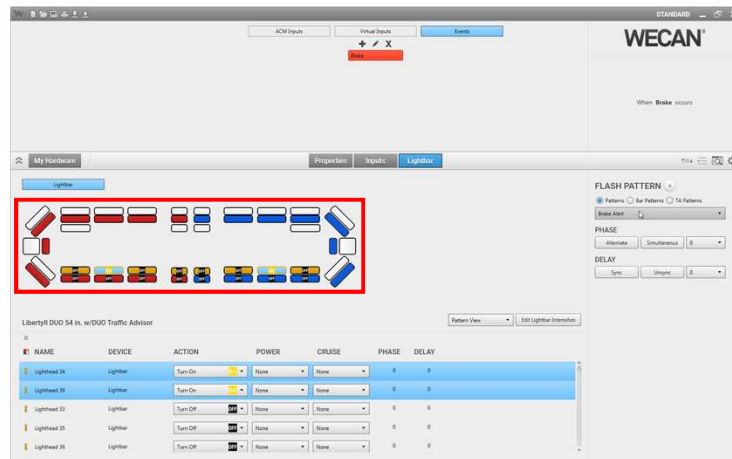 STANDARD
ACM Inputs
Virtual Inputs
Events
WECAN®
Brake
When Brake occurs
My Hardware
Properties
Inputs
Lightbar
Lightbar
FLASH PATTERN
Patterns Bar Patterns TA Patterns
Brake Alert
PHASE
Alternate Simultaneous 0
DELAY
Sync Unsync 0
LibertyII DUO 54 in. w/DUO Traffic Advisor
Pattern View
Edit Lightbar Intensities
NAME DEVICE ACTION POWER CRUISE PHASE DELAY
Lighthead 34 Lightbar Turn On None None 0 0
Lighthead 39 Lightbar Turn On None None 0 0
Lighthead 33 Lightbar Turn Off OFF None None 0 0
Lighthead 35 Lightbar Turn Off OFF None None 0 0
Lighthead 36 Lightbar Turn Off OFF None None 0 0